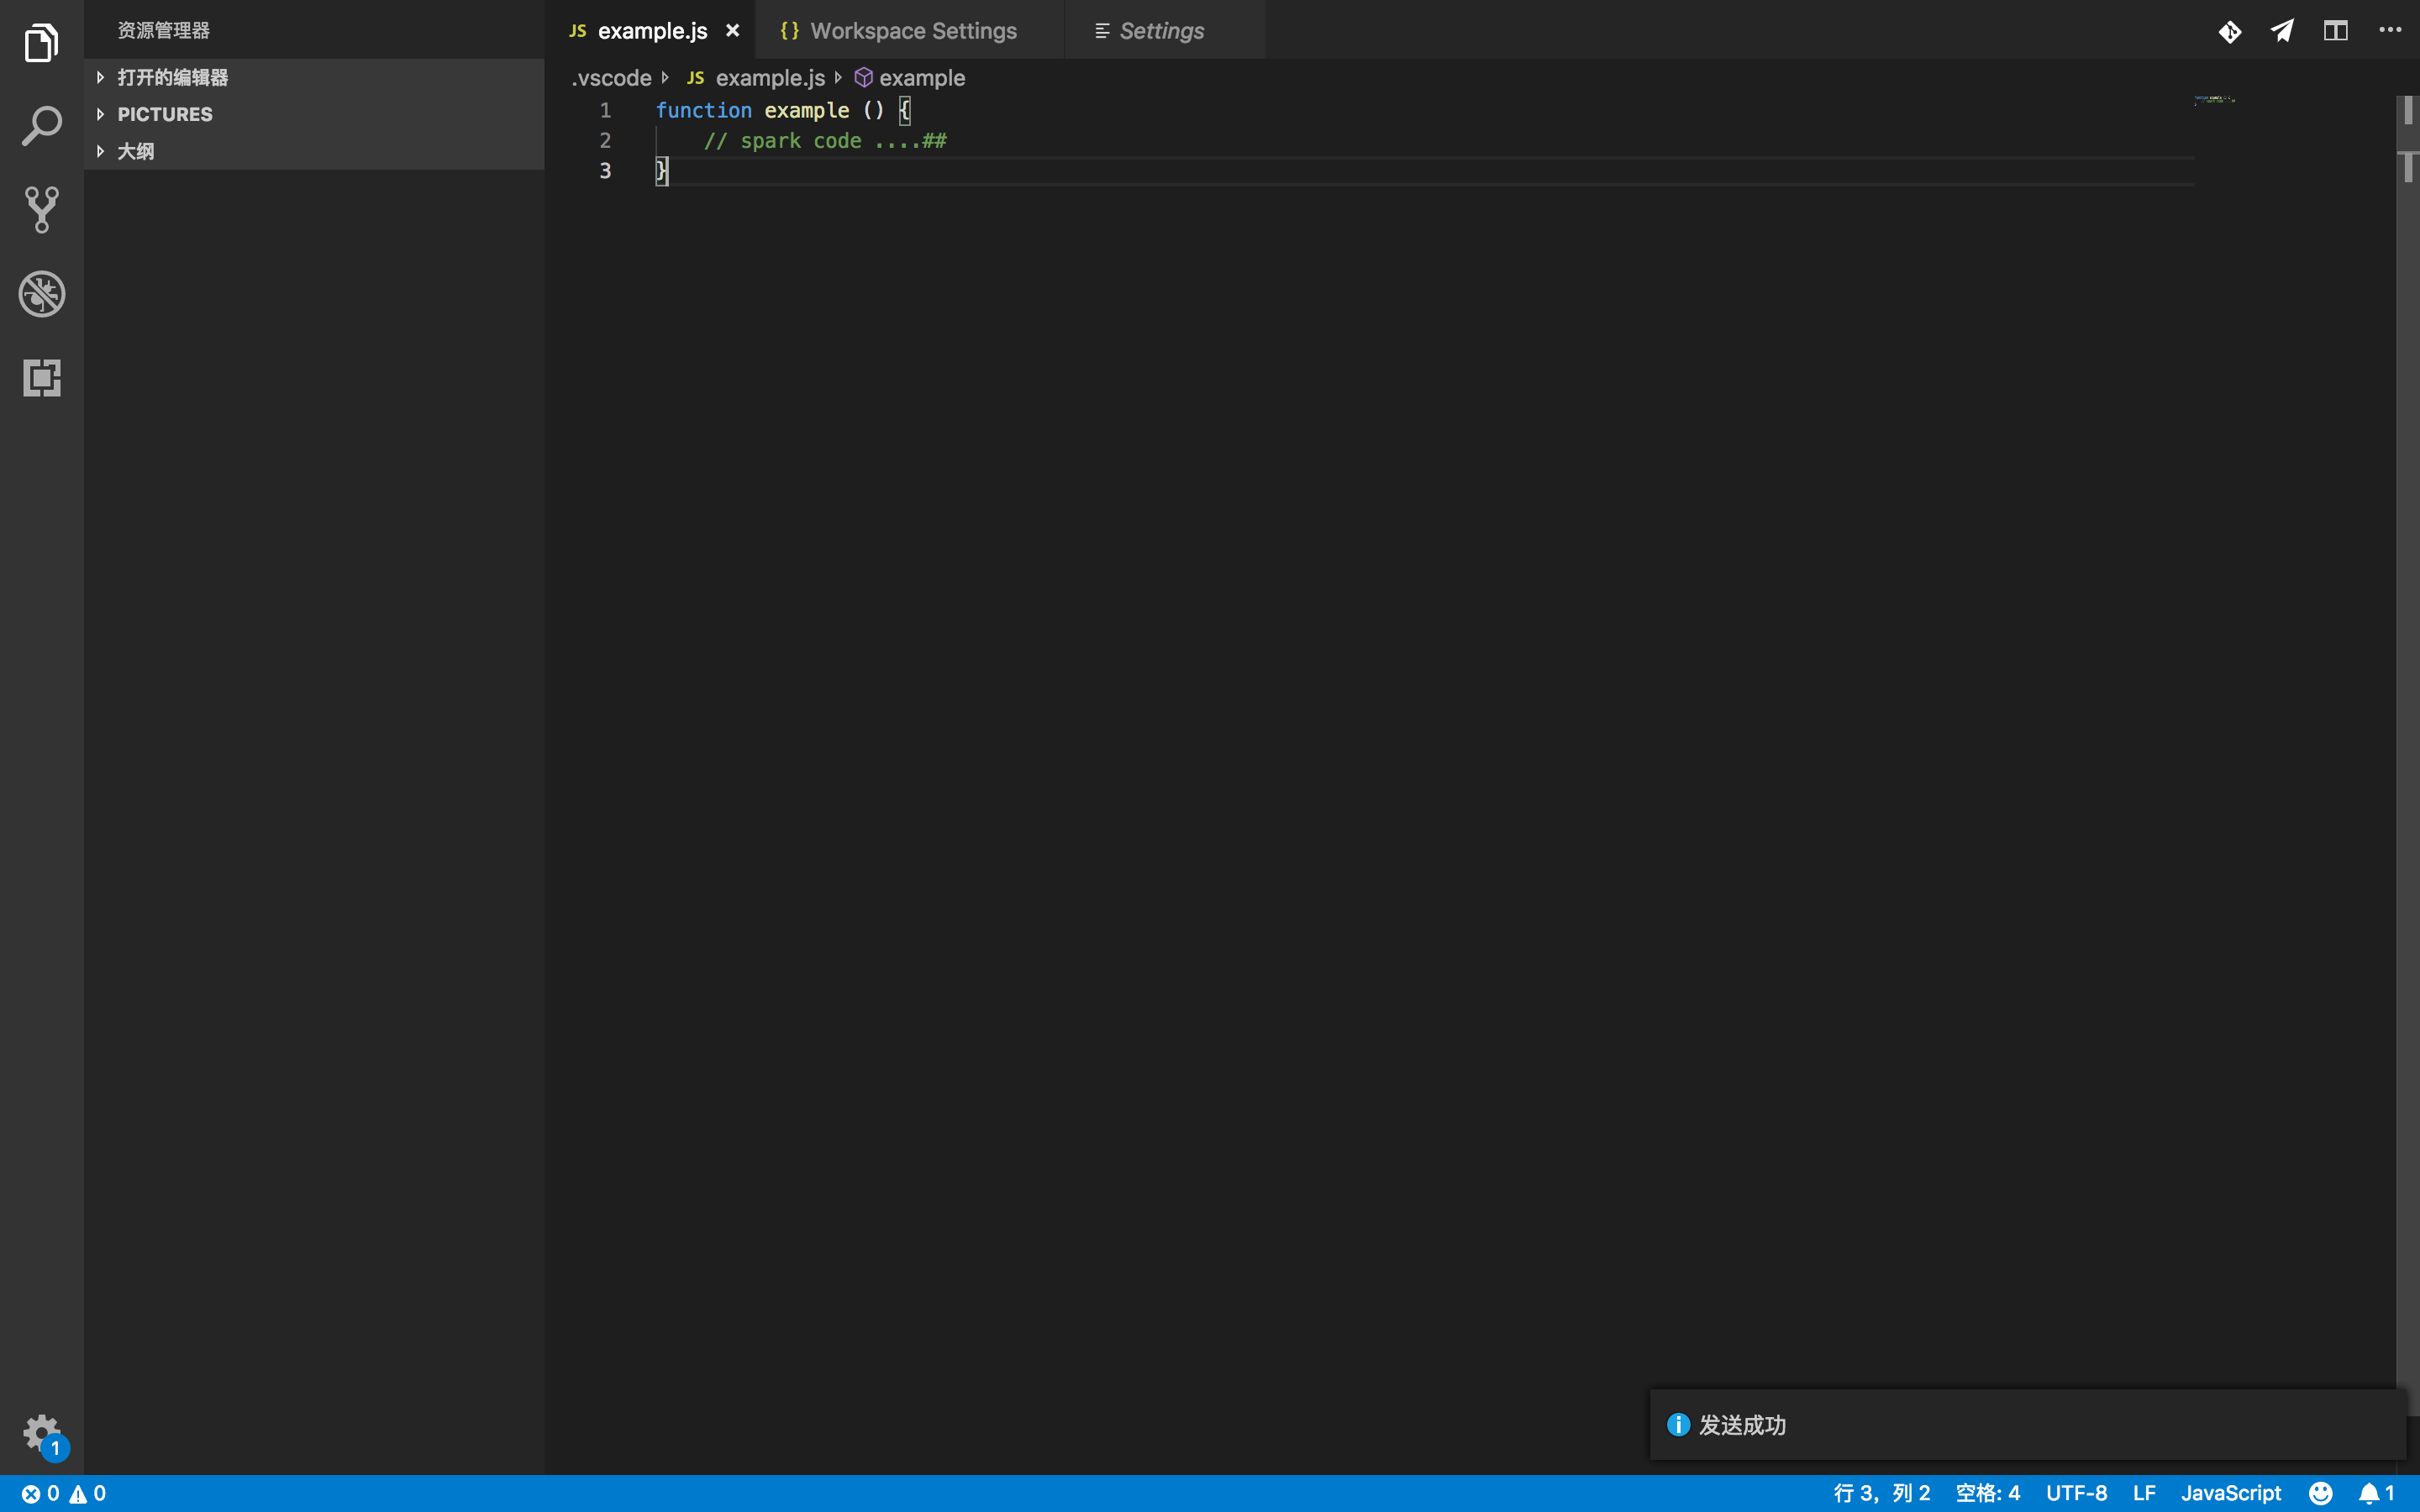 资源管理器
打开的编辑器
PICTURES
大纲
JS example.js ×
{} Workspace Settings
Settings
.vscode JS example.js example
1 function example () {
2 // spark code ....##
3 }
发送成功
1
0 0
行 3，列 2 空格: 4 UTF-8 LF JavaScript 1